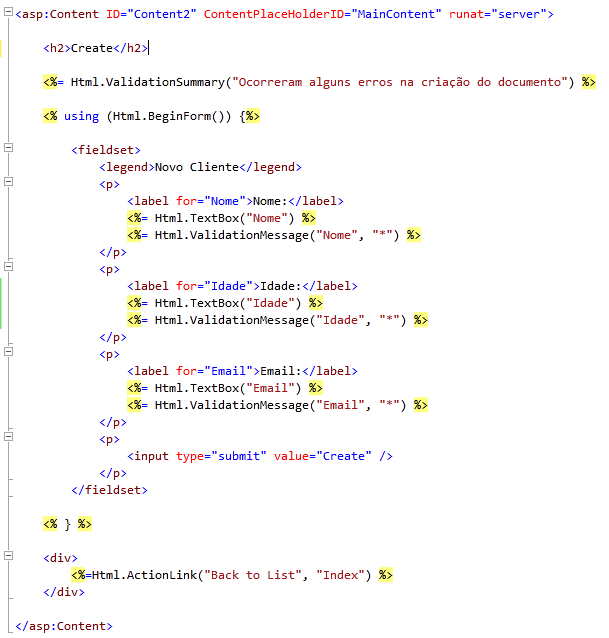 <asp:Content ID="Content2" ContentPlaceHolderID="MainContent" runat="server">
<h2>Create</h2>
<%= Html.ValidationSummary("Ocorreram alguns erros na criação do documento") %>
<% using (Html.BeginForm()) {%>
<fieldset>
<legend>Novo Cliente</legend>
<p>
<label for="Nome">Nome:</label>
<%= Html.TextBox("Nome") %>
<%= Html.ValidationMessage("Nome", "*") %>
</p>
<p>
<label for="Idade">Idade:</label>
<%= Html.TextBox("Idade") %>
<%= Html.ValidationMessage("Idade", "*") %>
</p>
<p>
<label for="Email">Email:</label>
<%= Html.TextBox("Email") %>
<%= Html.ValidationMessage("Email", "*") %>
</p>
<p>
<input type="submit" value="Create" />
</p>
</fieldset>
<% } %>
<div>
<%=Html.ActionLink("Back to List", "Index") %>
</div>
</asp:Content>